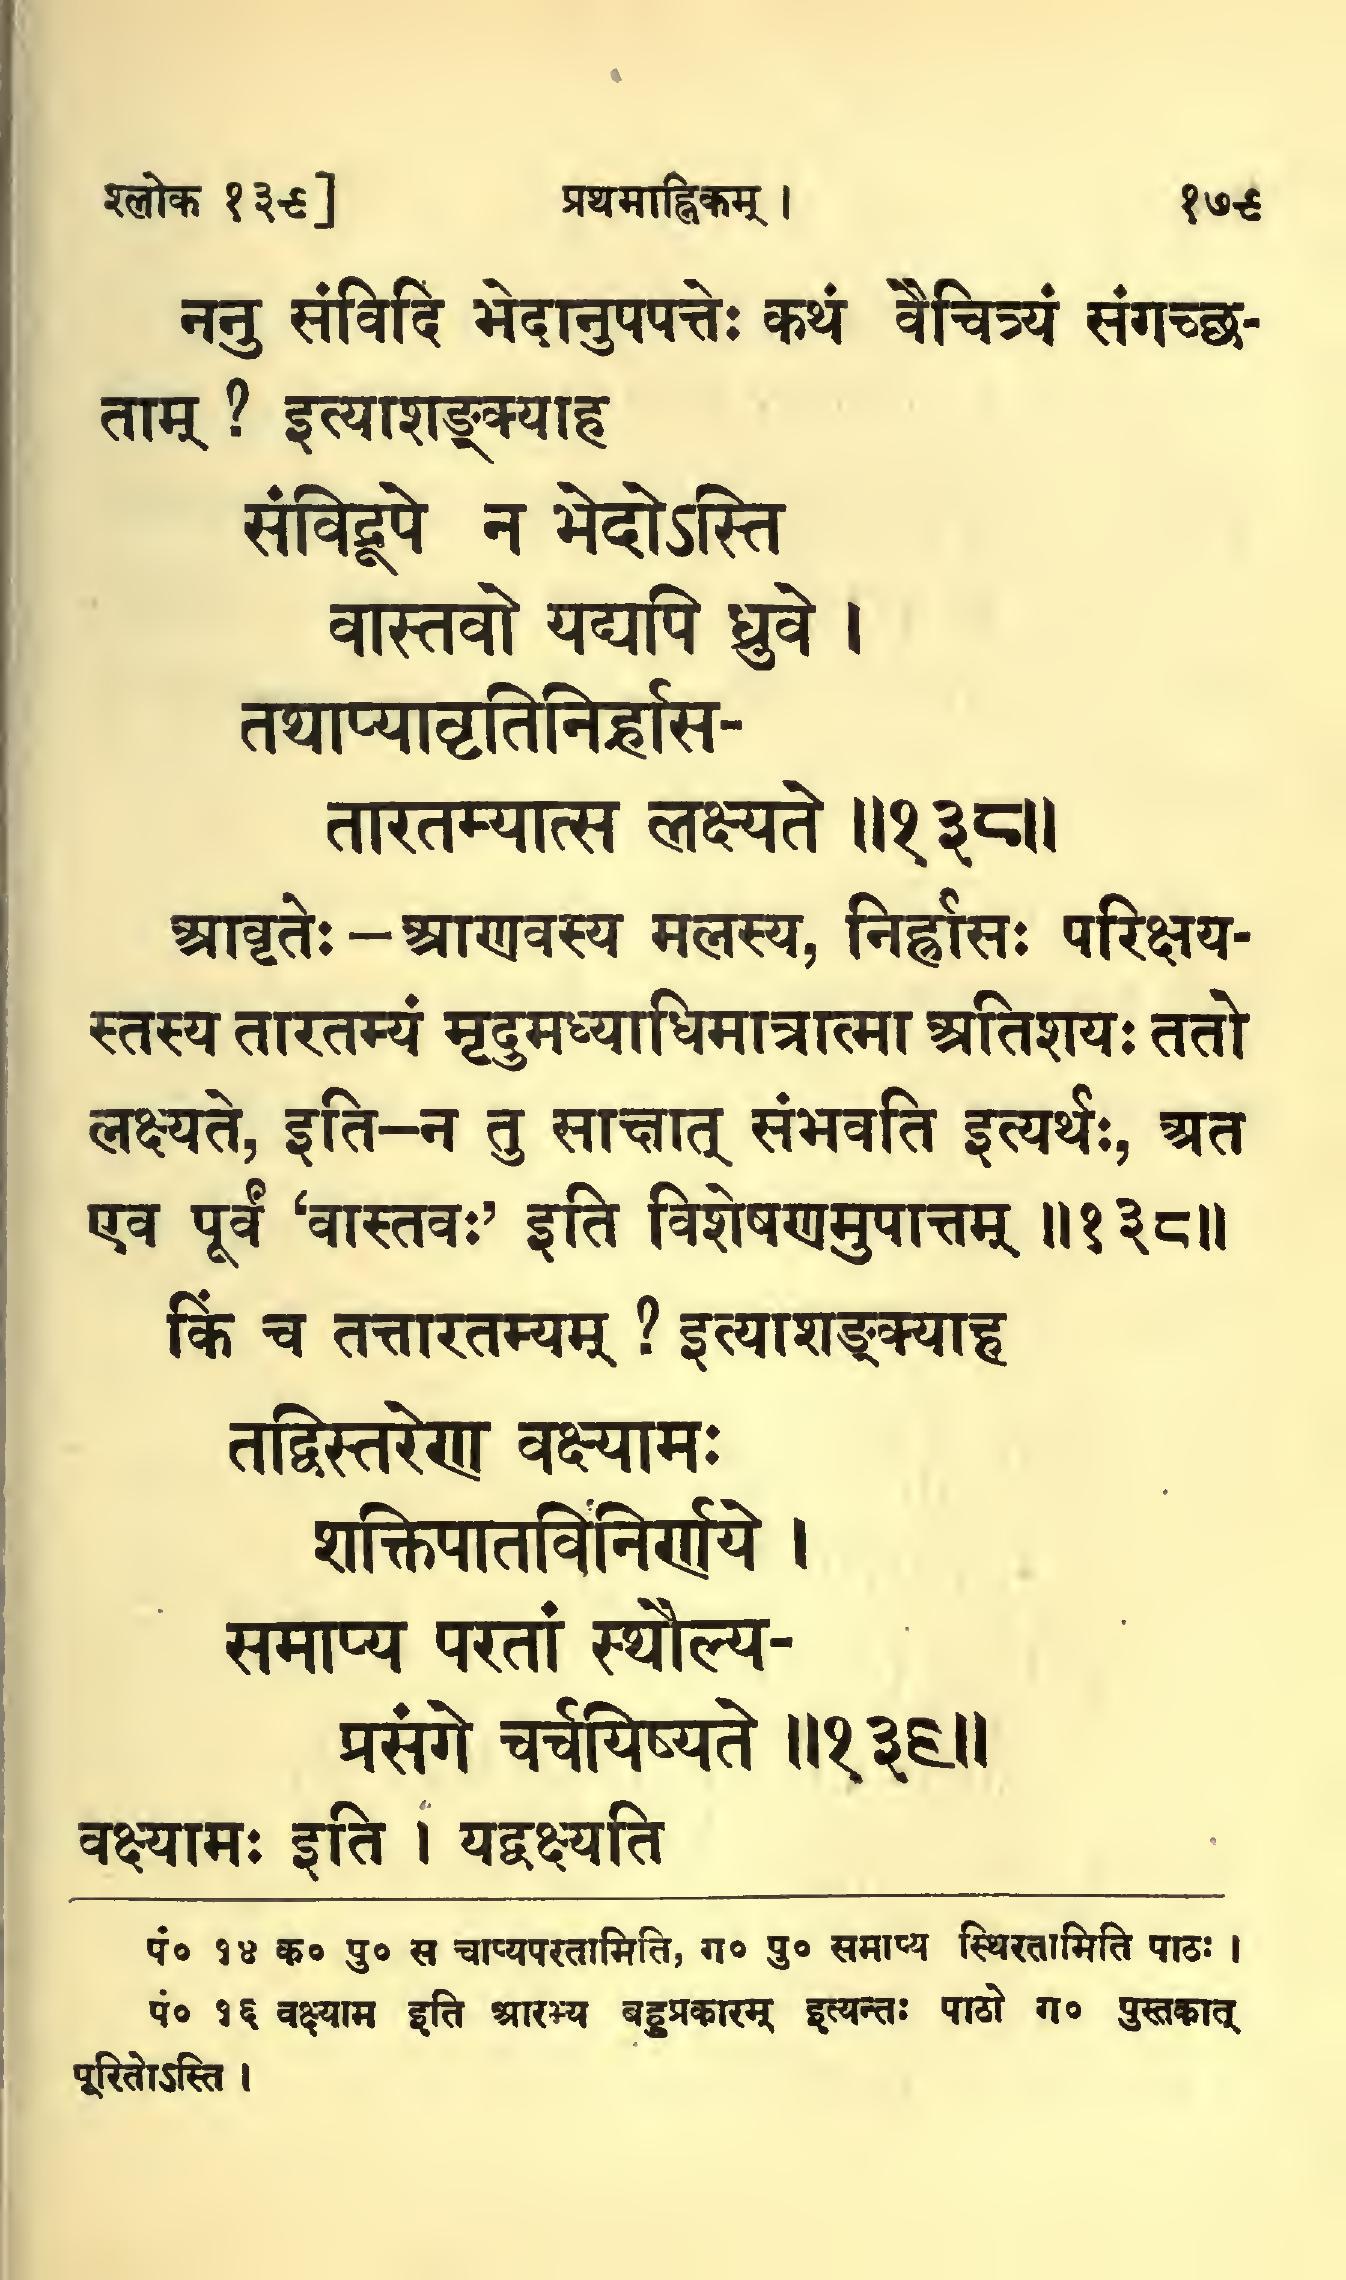 श्लोक १३९] प्रथमाह्निकम् । १७९
ननु संविदि भेदानुपपत्तेः कथं वैचित्र्यं संगच्छ-
ताम् ? इत्याशङ्क्याह
संविद्रूपे न भेदोऽस्ति
वास्तवो यद्यपि ध्रुवे ।
तथाप्यावृतिनिर्ह्रास-
तारतम्यात्स लक्ष्यते ॥१३८॥
आवृतेः—आणवस्य मलस्य, निर्ह्रासः परिक्षय-
स्तस्य तारतम्यं मृदुमध्याधिमात्रात्मा अतिशयः ततो
लक्ष्यते, इति—न तु साक्षात् संभवति इत्यर्थः, अत
एव पूर्वं ‘वास्तवः’ इति विशेषणमुपात्तम् ॥१३८॥
किं च तत्तारतम्यम् ? इत्याशङ्क्याह
तद्विस्तरेण वक्ष्यामः
शक्तिपातविनिर्णये ।
समाप्य परतां स्थौल्य-
प्रसंगे चर्चयिष्यते ॥१३९॥
वक्ष्यामः इति । यद्वक्ष्यति
पं० १४ क० पु० स चाप्यपरतामिति, ग० पु० समाप्य स्थिरतामिति पाठः ।
पं० १६ वक्ष्याम इति आरभ्य बहुप्रकारम् इत्यन्तः पाठो ग० पुस्तकात्
पूरितोऽस्ति ।